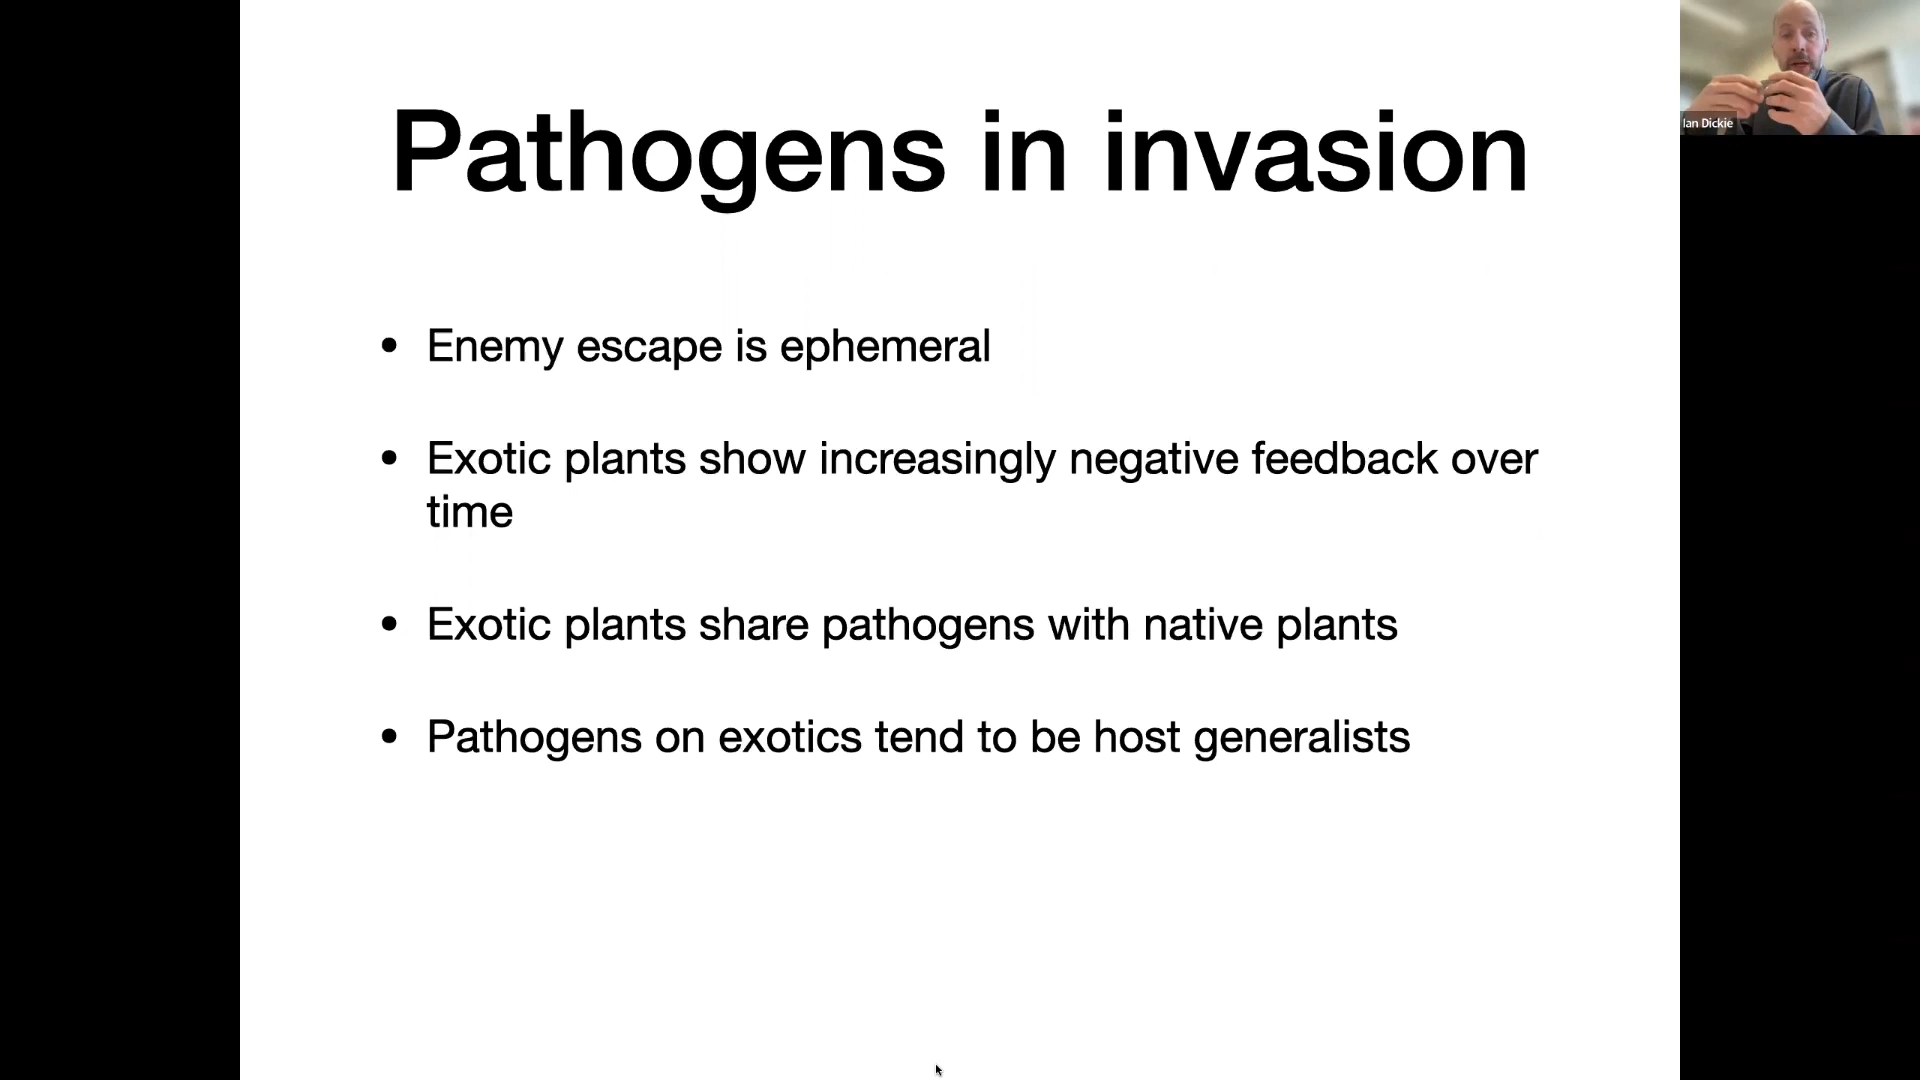 Pathogens in invasion
Ian Dickie
• Enemy escape is ephemeral
• Exotic plants show increasingly negative feedback over
time
• Exotic plants share pathogens with native plants
• Pathogens on exotics tend to be host generalists